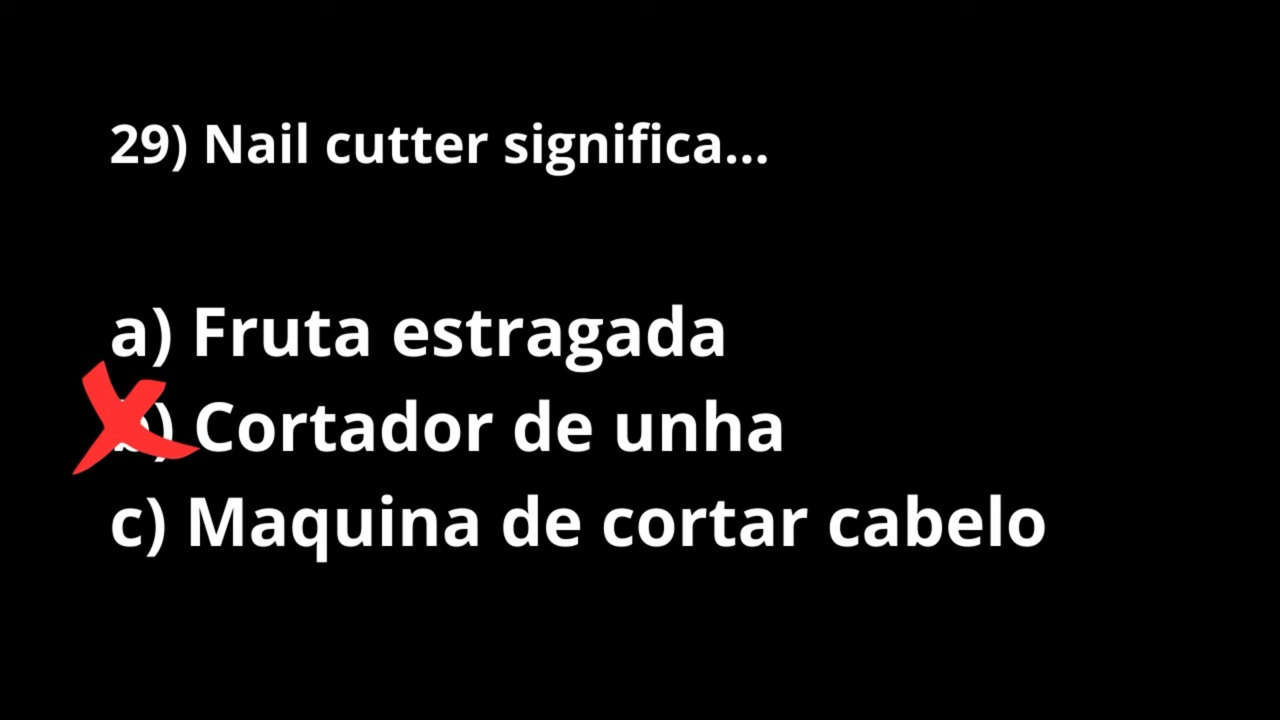 29) Nail cutter significa...
a) Fruta estragada
b) Cortador de unha
c) Maquina de cortar cabelo